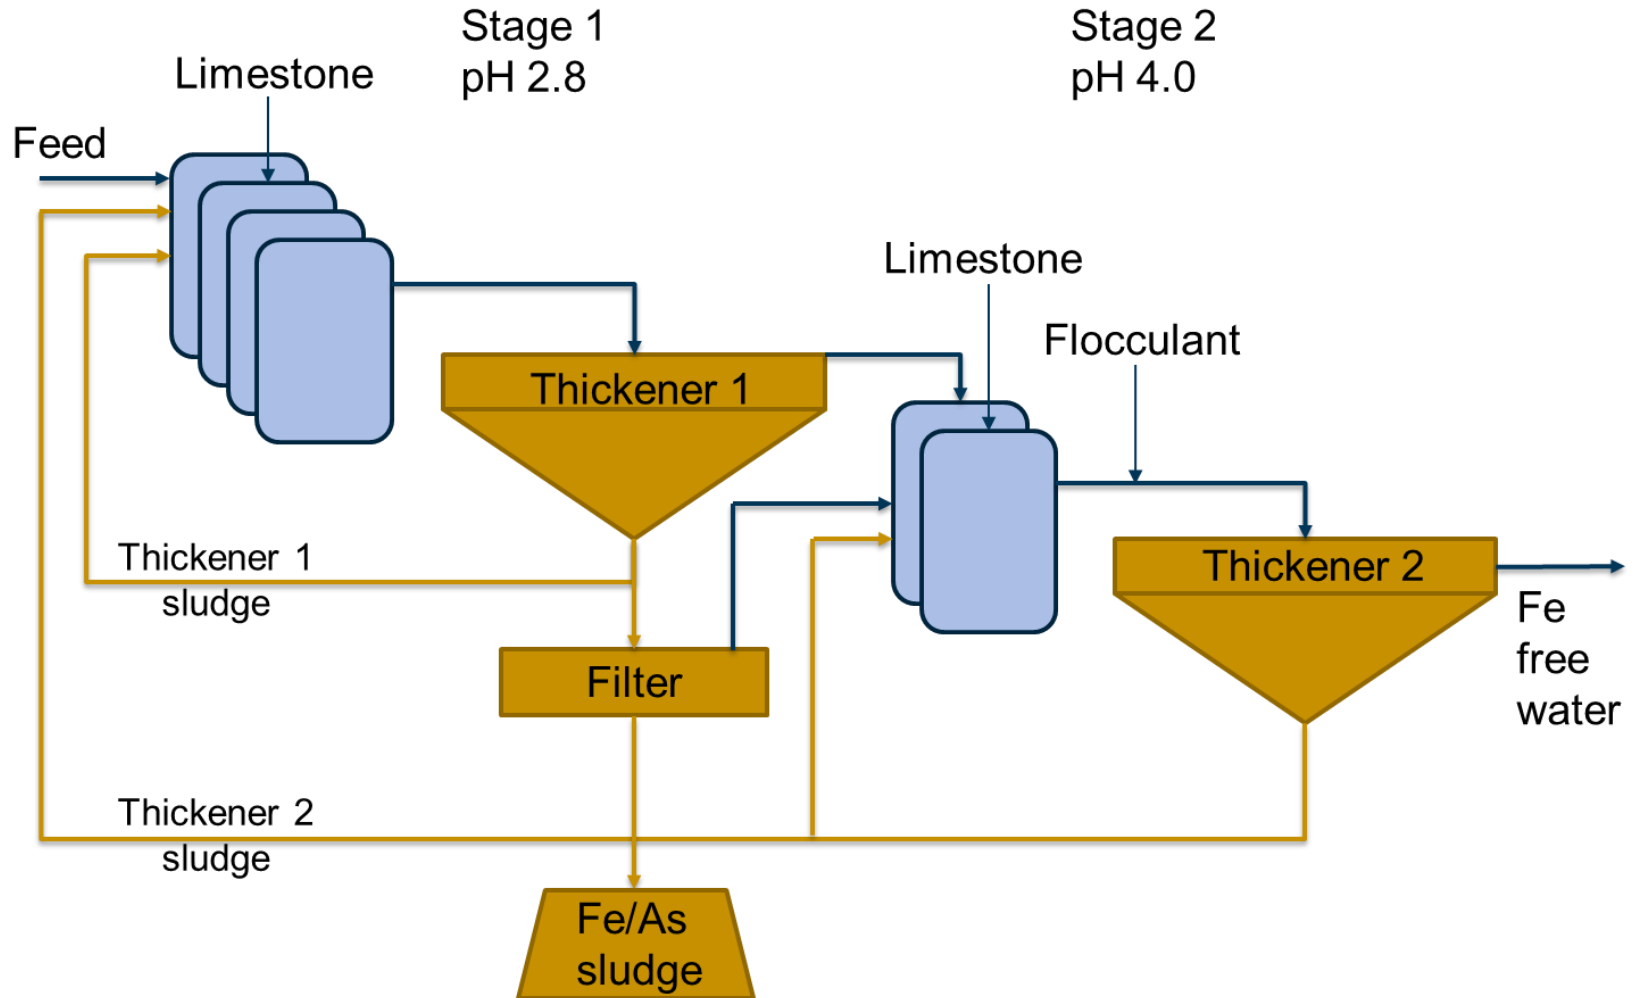 Stage 1
pH 2.8
Stage 2
pH 4.0
Limestone
Feed
Limestone
Flocculant
Thickener 1
Thickener 1
sludge
Thickener 2
Fe
free
water
Filter
Thickener 2
sludge
Fe/As
sludge